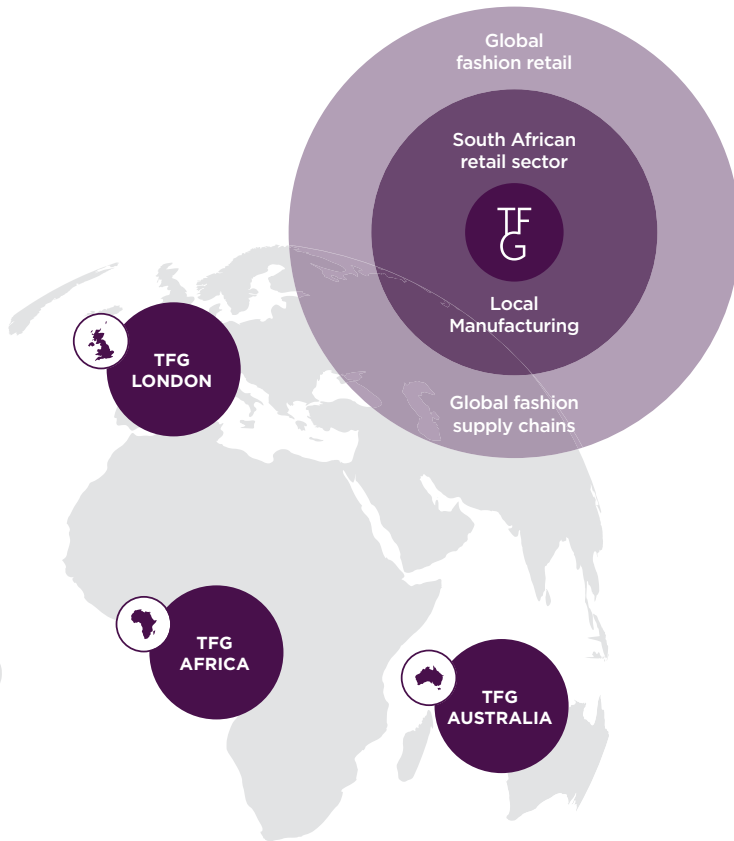 Global
fashion retail
South African
retail sector
TFG
Local
Manufacturing
Global fashion
supply chains
TFG
LONDON
TFG
AFRICA
TFG
AUSTRALIA